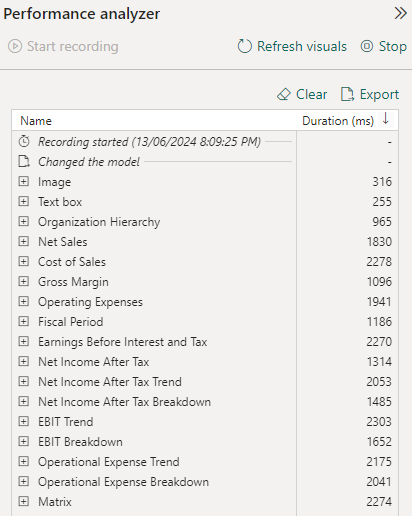 Performance analyzer
Start recording Refresh visuals Stop
Clear Export
Name Duration (ms)
Recording started (13/06/2024 8:09:25 PM) -
Changed the model -
Image 316
Text box 255
Organization Hierarchy 965
Net Sales 1830
Cost of Sales 2278
Gross Margin 1096
Operating Expenses 1941
Fiscal Period 1186
Earnings Before Interest and Tax 2270
Net Income After Tax 1314
Net Income After Tax Trend 2053
Net Income After Tax Breakdown 1485
EBIT Trend 2303
EBIT Breakdown 1652
Operational Expense Trend 2175
Operational Expense Breakdown 2041
Matrix 2274